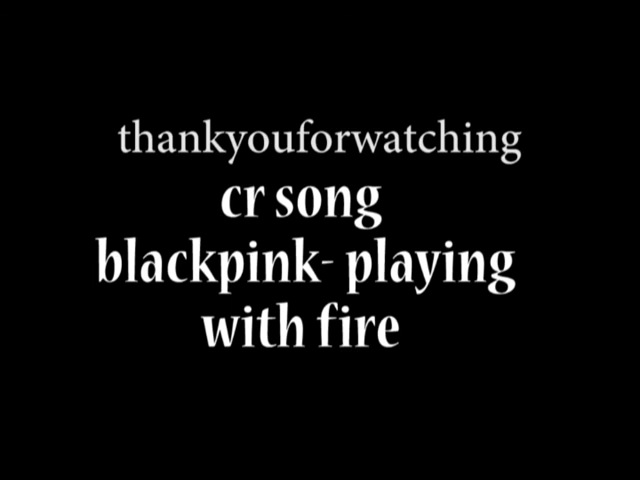 thankyouforwatching
cr song
blackpink- playing
with fire